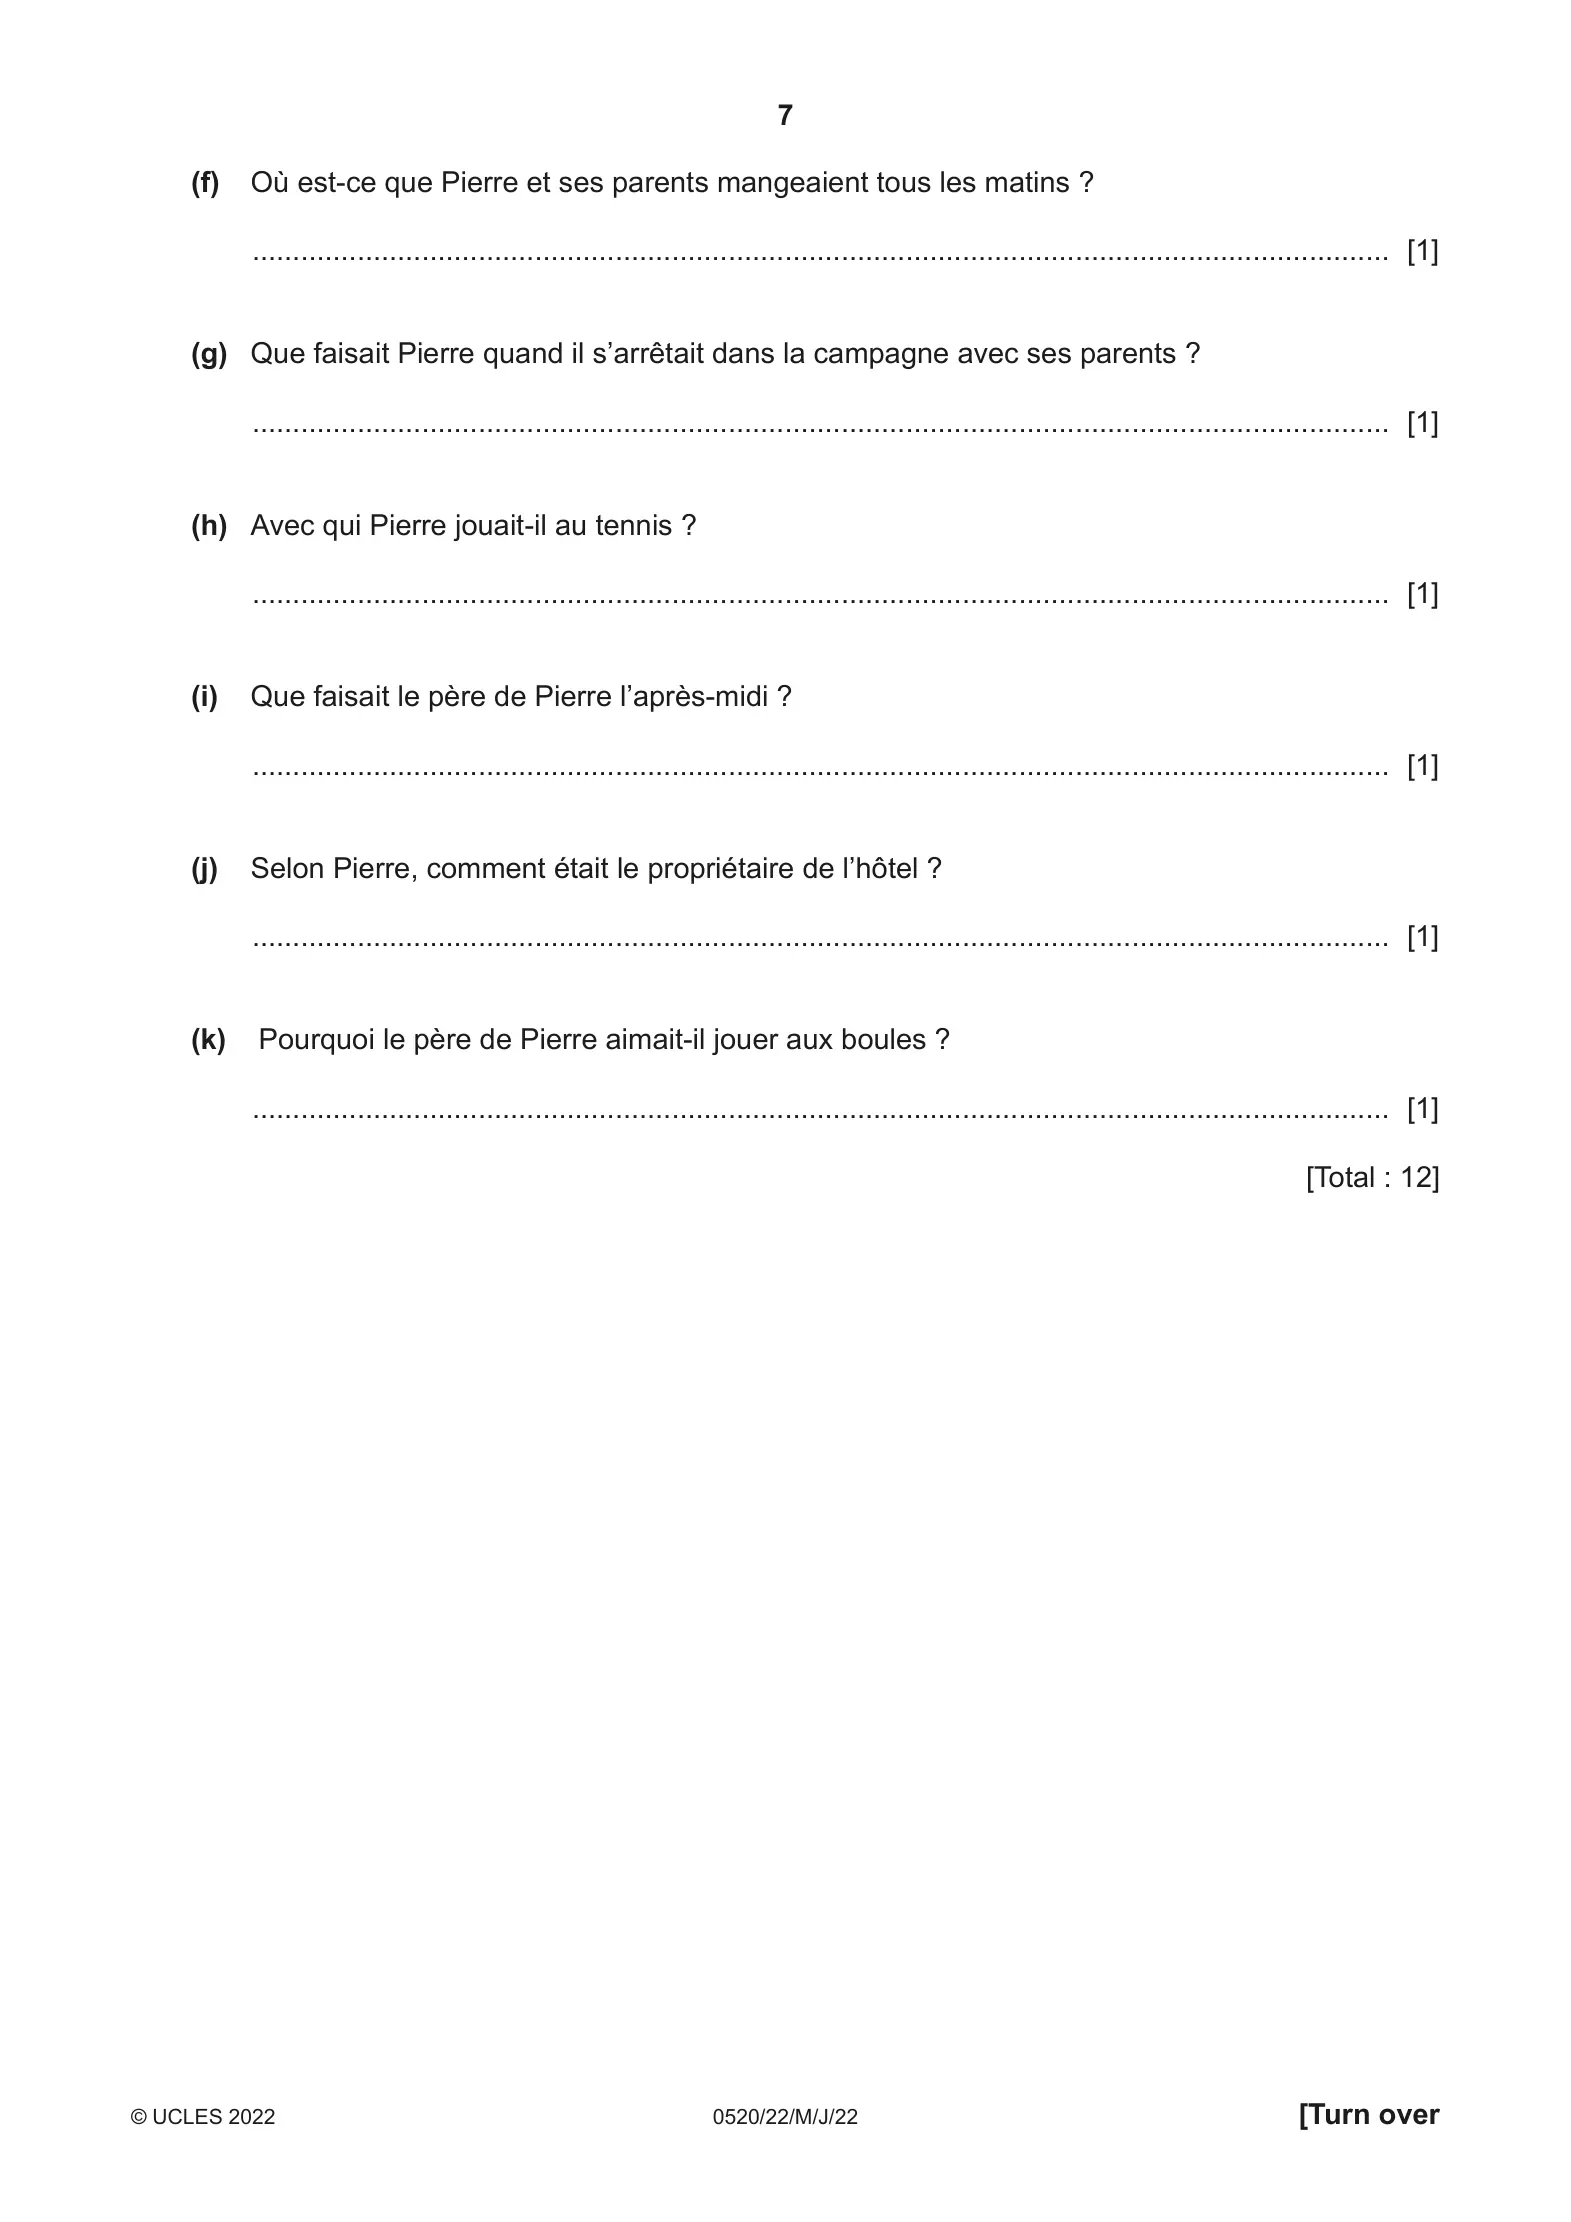 7
(f) Où est-ce que Pierre et ses parents mangeaient tous les matins ?
............................................................................................................................................ [1]
(g) Que faisait Pierre quand il s’arrêtait dans la campagne avec ses parents ?
............................................................................................................................................ [1]
(h) Avec qui Pierre jouait-il au tennis ?
............................................................................................................................................ [1]
(i) Que faisait le père de Pierre l’après-midi ?
............................................................................................................................................ [1]
(j) Selon Pierre, comment était le propriétaire de l’hôtel ?
............................................................................................................................................ [1]
(k) Pourquoi le père de Pierre aimait-il jouer aux boules ?
............................................................................................................................................ [1]
[Total : 12]
© UCLES 2022 0520/22/M/J/22 [Turn over